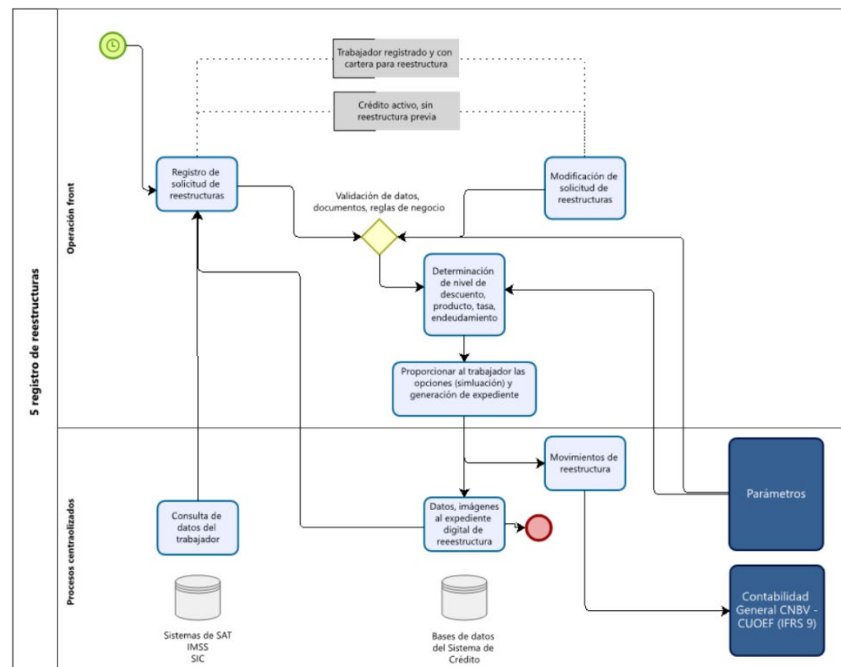 5 registro de reestructuras
Operación front
Trabajador registrado y con
cartera para reestructura
Crédito activo, sin
reestructura previa
Registro de
solicitud de
reestructuras
Validación de datos,
documentos, reglas de negocio
Modificación de
solicitud de
reestructuras
Determinación
de nivel de
descuento,
producto, tasa,
endeudamiento
Proporcionar al trabajador las
opciones (simluación) y
generación de expediente
Procesos centraolizados
Movimientos de
reestructura
Parámetros
Consulta de
datos del
trabajador
Datos, imágenes
al expediente
digital de
reeestructura
Contabilidad
General CNBV -
CUOEF (IFRS 9)
Sistemas de SAT
IMSS
SIC
Bases de datos
del Sistema de
Crédito